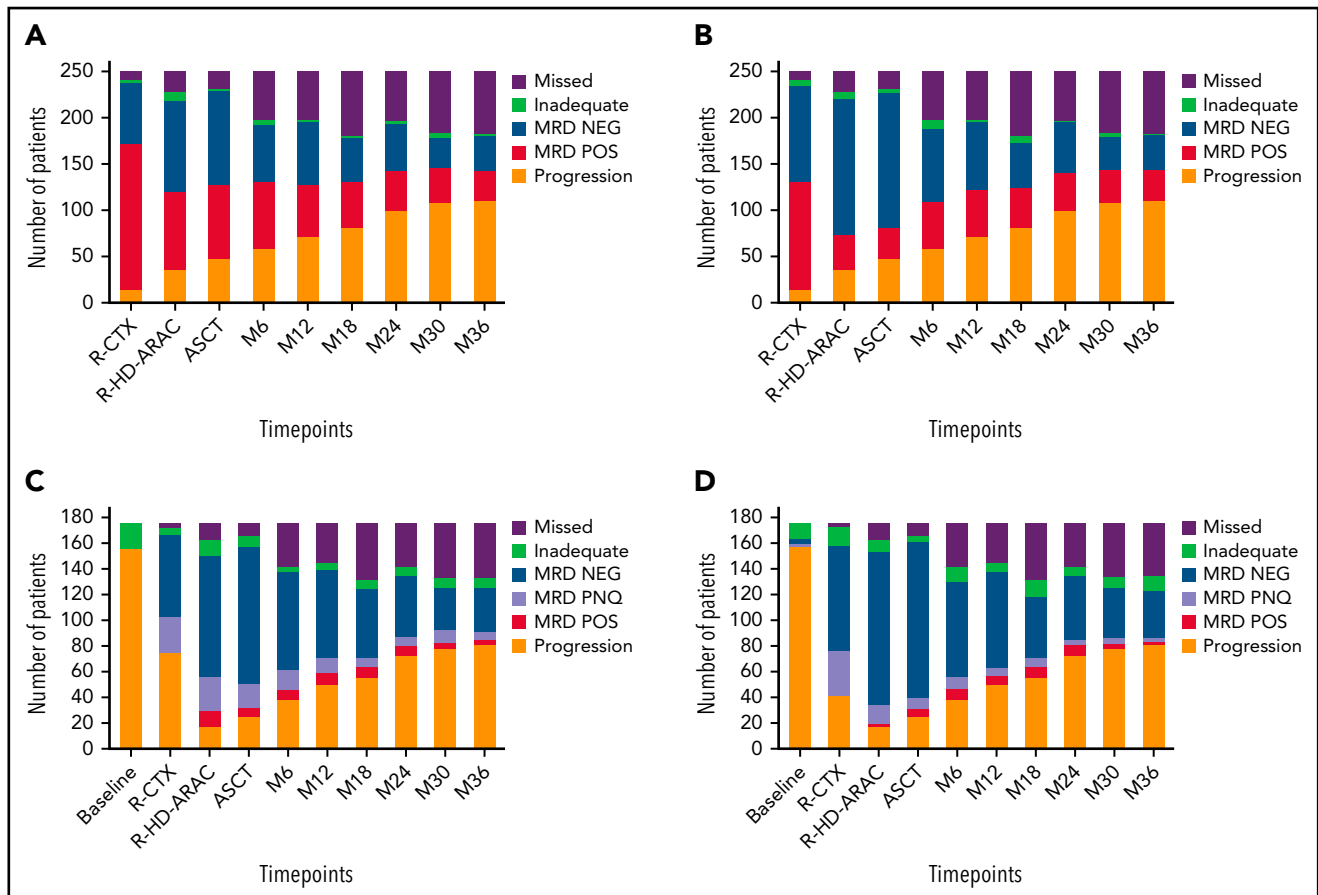 A
Number of patients
250
200
150
100
50
0
R-CTX
R-HD-ARAC
ASCT
M6
M12
M18
M24
M30
M36
Timepoints
Missed
Inadequate
MRD NEG
MRD POS
Progression
B
Number of patients
250
200
150
100
50
0
R-CTX
R-HD-ARAC
ASCT
M6
M12
M18
M24
M30
M36
Timepoints
Missed
Inadequate
MRD NEG
MRD POS
Progression
C
Number of patients
180
160
140
120
100
80
60
40
20
0
Baseline
R-CTX
R-HD-ARAC
ASCT
M6
M12
M18
M24
M30
M36
Timepoints
Missed
Inadequate
MRD NEG
MRD PNQ
MRD POS
Progression
D
Number of patients
180
160
140
120
100
80
60
40
20
0
Baseline
R-CTX
R-HD-ARAC
ASCT
M6
M12
M18
M24
M30
M36
Timepoints
Missed
Inadequate
MRD NEG
MRD PNQ
MRD POS
Progression